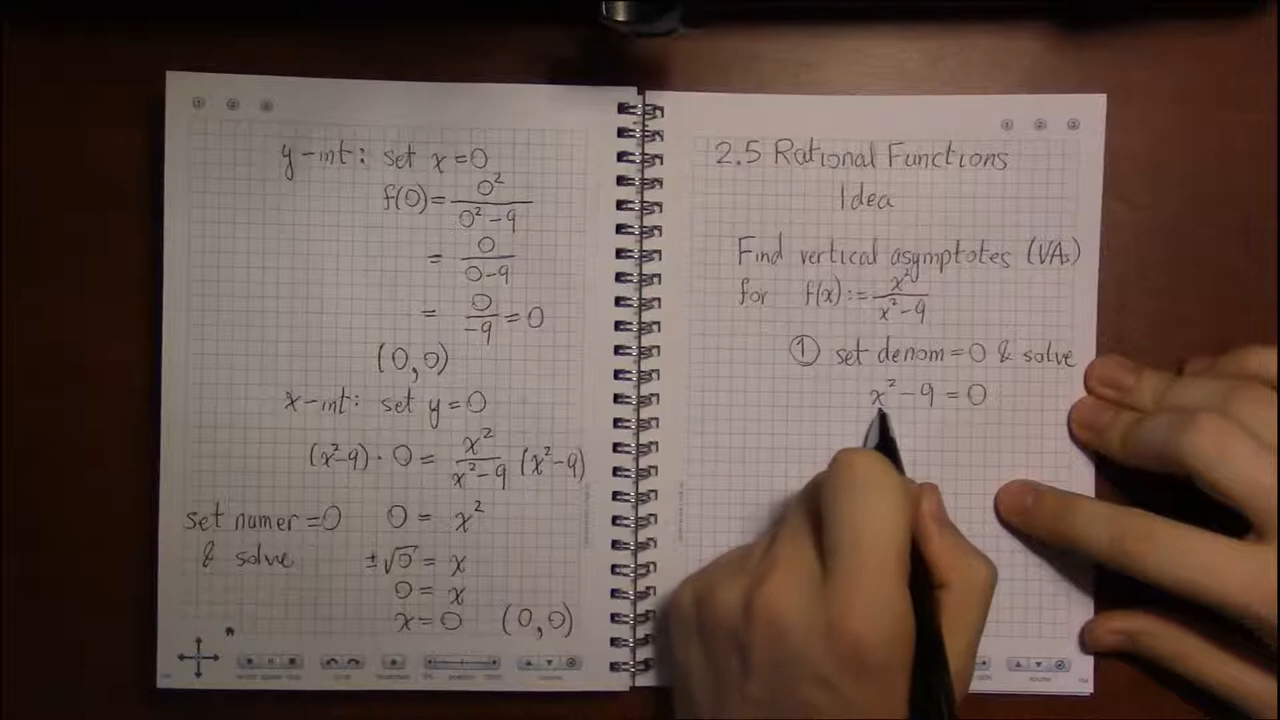 y-int: set x=0
f(0)= 0²/(0²-9)
= 0/(0-9)
= 0/-9 = 0
(0,0)
x-int: set y=0
(x²-9) · 0 = x²/(x²-9) (x²-9)
set numer=0 0 = x²
& solve ±√0 = x
0 = x
x=0 (0,0)
2.5 Rational Functions
Idea
Find vertical asymptotes (VAs)
for f(x):= x²/(x²-9)
① set denom=0 & solve
x²-9=0